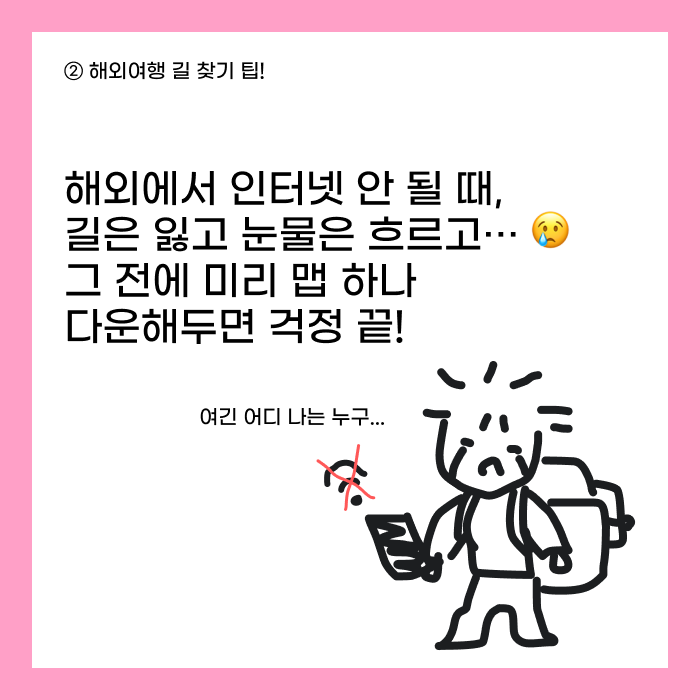 ② 해외여행 길 찾기 팁!
해외에서 인터넷 안 될 때,
길은 잃고 눈물은 흐르고… 😢
그 전에 미리 맵 하나
다운해두면 걱정 끝!
여긴 어디 나는 누구...